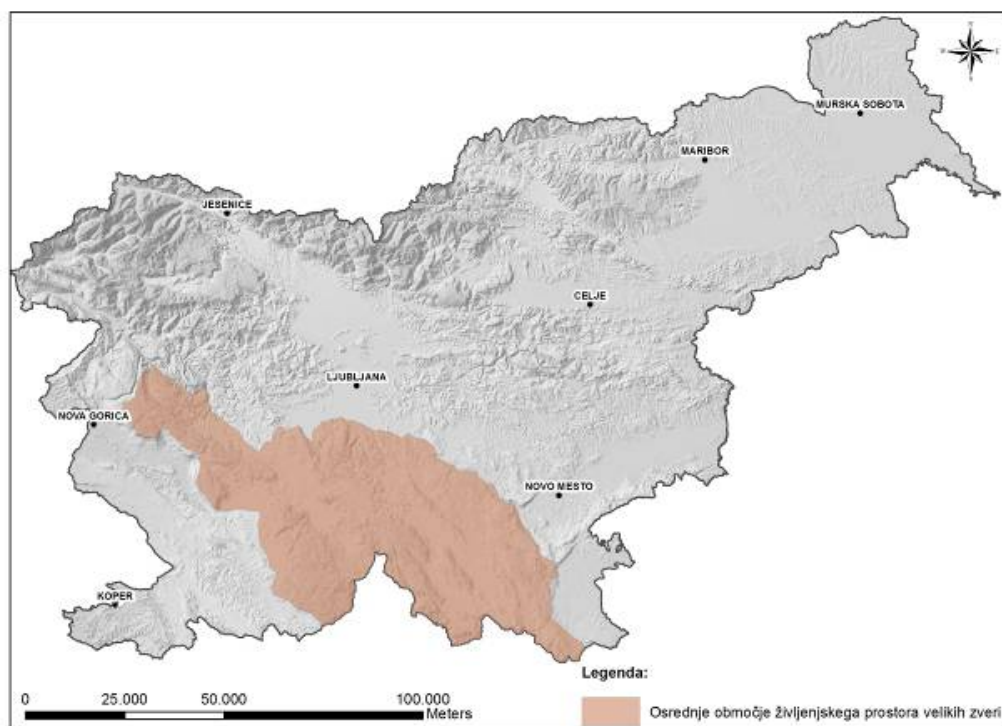 MURSKA SOBOTA
MARIBOR
JESENICE
CELJE
LJUBLJANA
NOVA GORICA
NOVO MESTO
KOPER
Legenda:
0 25.000 50.000 100.000
Meters
Osrednje območje življenjskega prostora velikih zveri